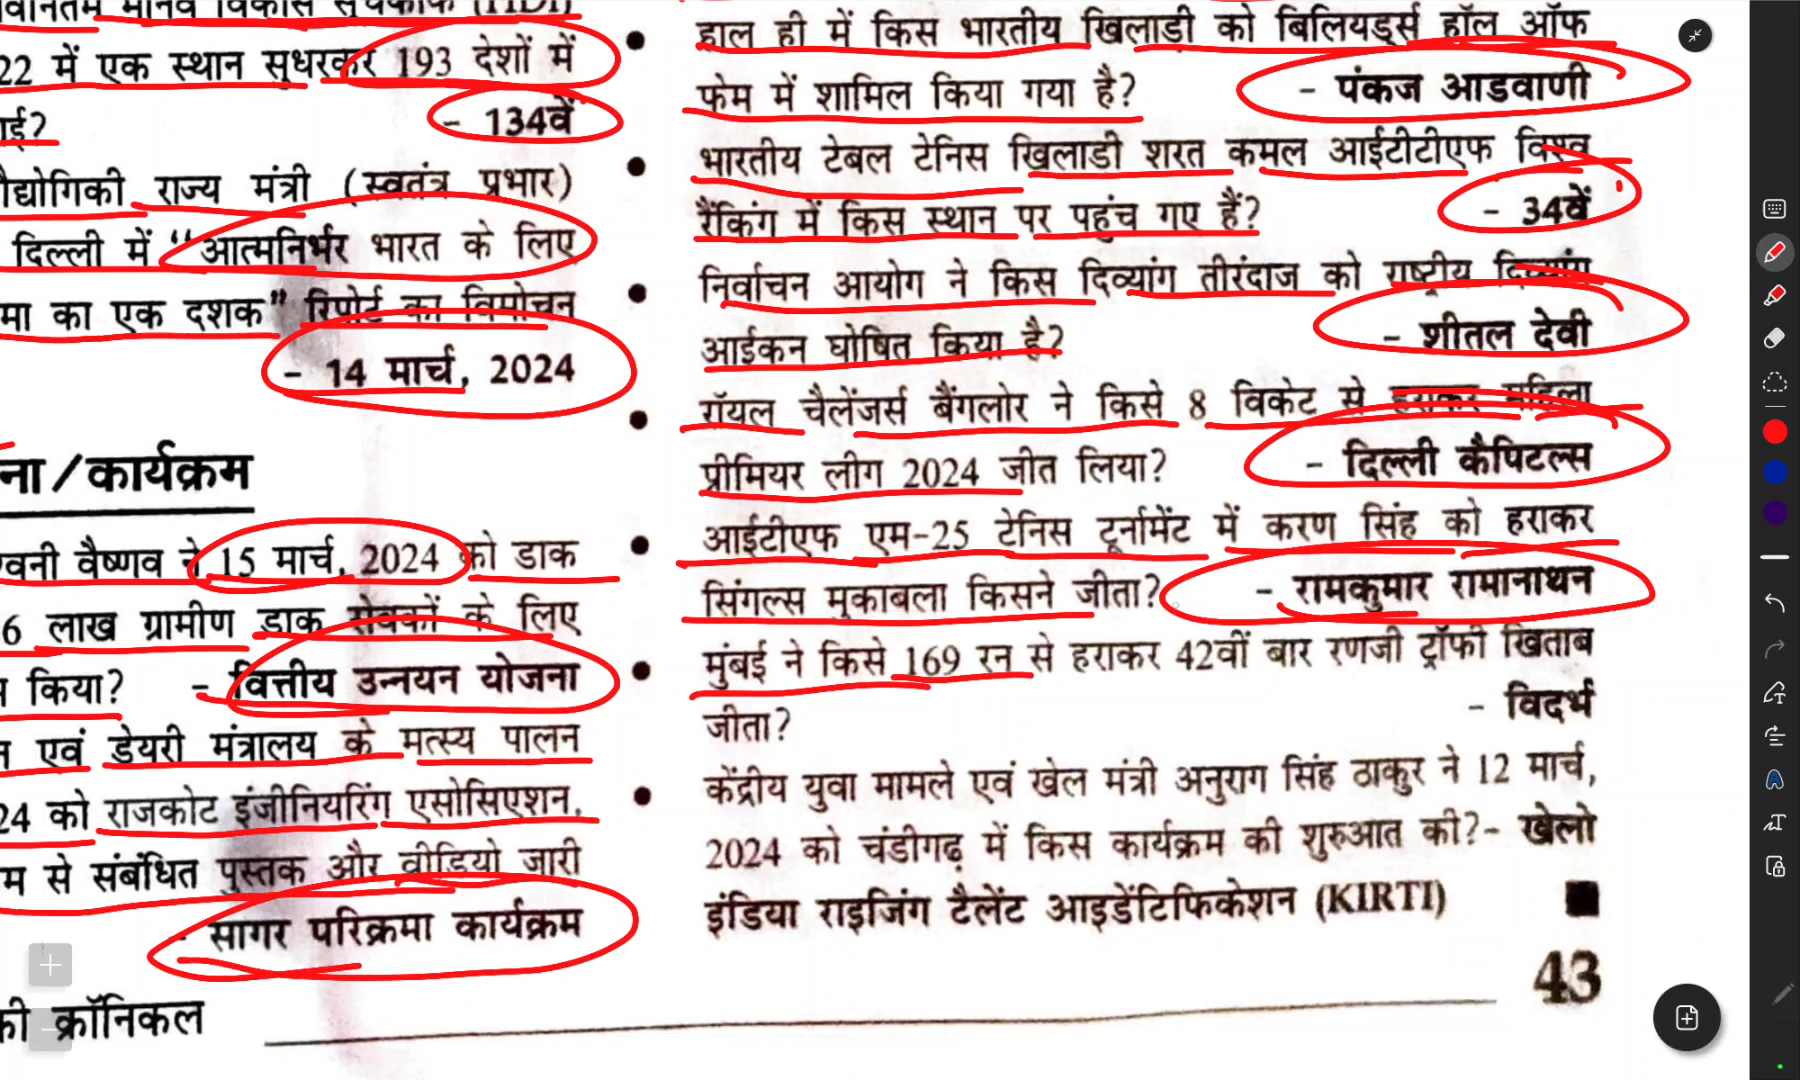 22 में एक स्थान सुधरकर 193 देशों में
- 134वें
राज्य मंत्री (स्वतंत्र प्रभार)
दिल्ली में "आत्मनिर्भर भारत के लिए
का एक दशक" रिपोर्ट का विमोचन
- 14 मार्च, 2024
ना/कार्यक्रम
वैष्णव ने 15 मार्च, 2024 को डाक
6 लाख ग्रामीण डाक सेवकों के लिए
किया? - वित्तीय उन्नयन योजना
एवं डेयरी मंत्रालय के मत्स्य पालन
24 को राजकोट इंजीनियरिंग एसोसिएशन,
म से संबंधित पुस्तक और वीडियो जारी
- सागर परिक्रमा कार्यक्रम
की क्रॉनिकल
हाल ही में किस भारतीय खिलाड़ी को बिलियर्ड्स हॉल ऑफ
फेम में शामिल किया गया है? - पंकज आडवाणी
भारतीय टेबल टेनिस खिलाडी शरत कमल आईटीटीएफ विश्व
रैंकिंग में किस स्थान पर पहुंच गए हैं? - 34वें
निर्वाचन आयोग ने किस दिव्यांग तीरंदाज को राष्ट्रीय दिव्यांग
आईकन घोषित किया है? - शीतल देवी
रॉयल चैलेंजर्स बैंगलोर ने किसे 8 विकेट से हराकर महिला
प्रीमियर लीग 2024 जीत लिया? - दिल्ली कैपिटल्स
आईटीएफ एम-25 टेनिस टूर्नामेंट में करण सिंह को हराकर
सिंगल्स मुकाबला किसने जीता? - रामकुमार रामानाथन
मुंबई ने किसे 169 रन से हराकर 42वीं बार रणजी ट्रॉफी खिताब
जीता? - विदर्भ
केंद्रीय युवा मामले एवं खेल मंत्री अनुराग सिंह ठाकुर ने 12 मार्च,
2024 को चंडीगढ़ में किस कार्यक्रम की शुरुआत की?- खेलो
इंडिया राइजिंग टैलेंट आइडेंटिफिकेशन (KIRTI)
43